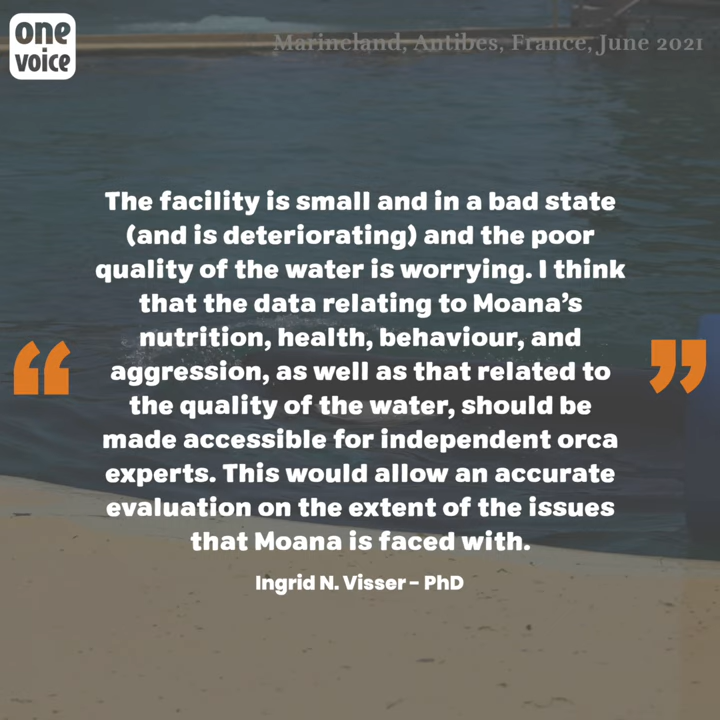 one
voice
Marineland, Antibes, France, June 2021
The facility is small and in a bad state
(and is deteriorating) and the poor
quality of the water is worrying. I think
that the data relating to Moana’s
nutrition, health, behaviour, and
“ aggression, as well as that related to ”
the quality of the water, should be
made accessible for independent orca
experts. This would allow an accurate
evaluation on the extent of the issues
that Moana is faced with.
Ingrid N. Visser – PhD